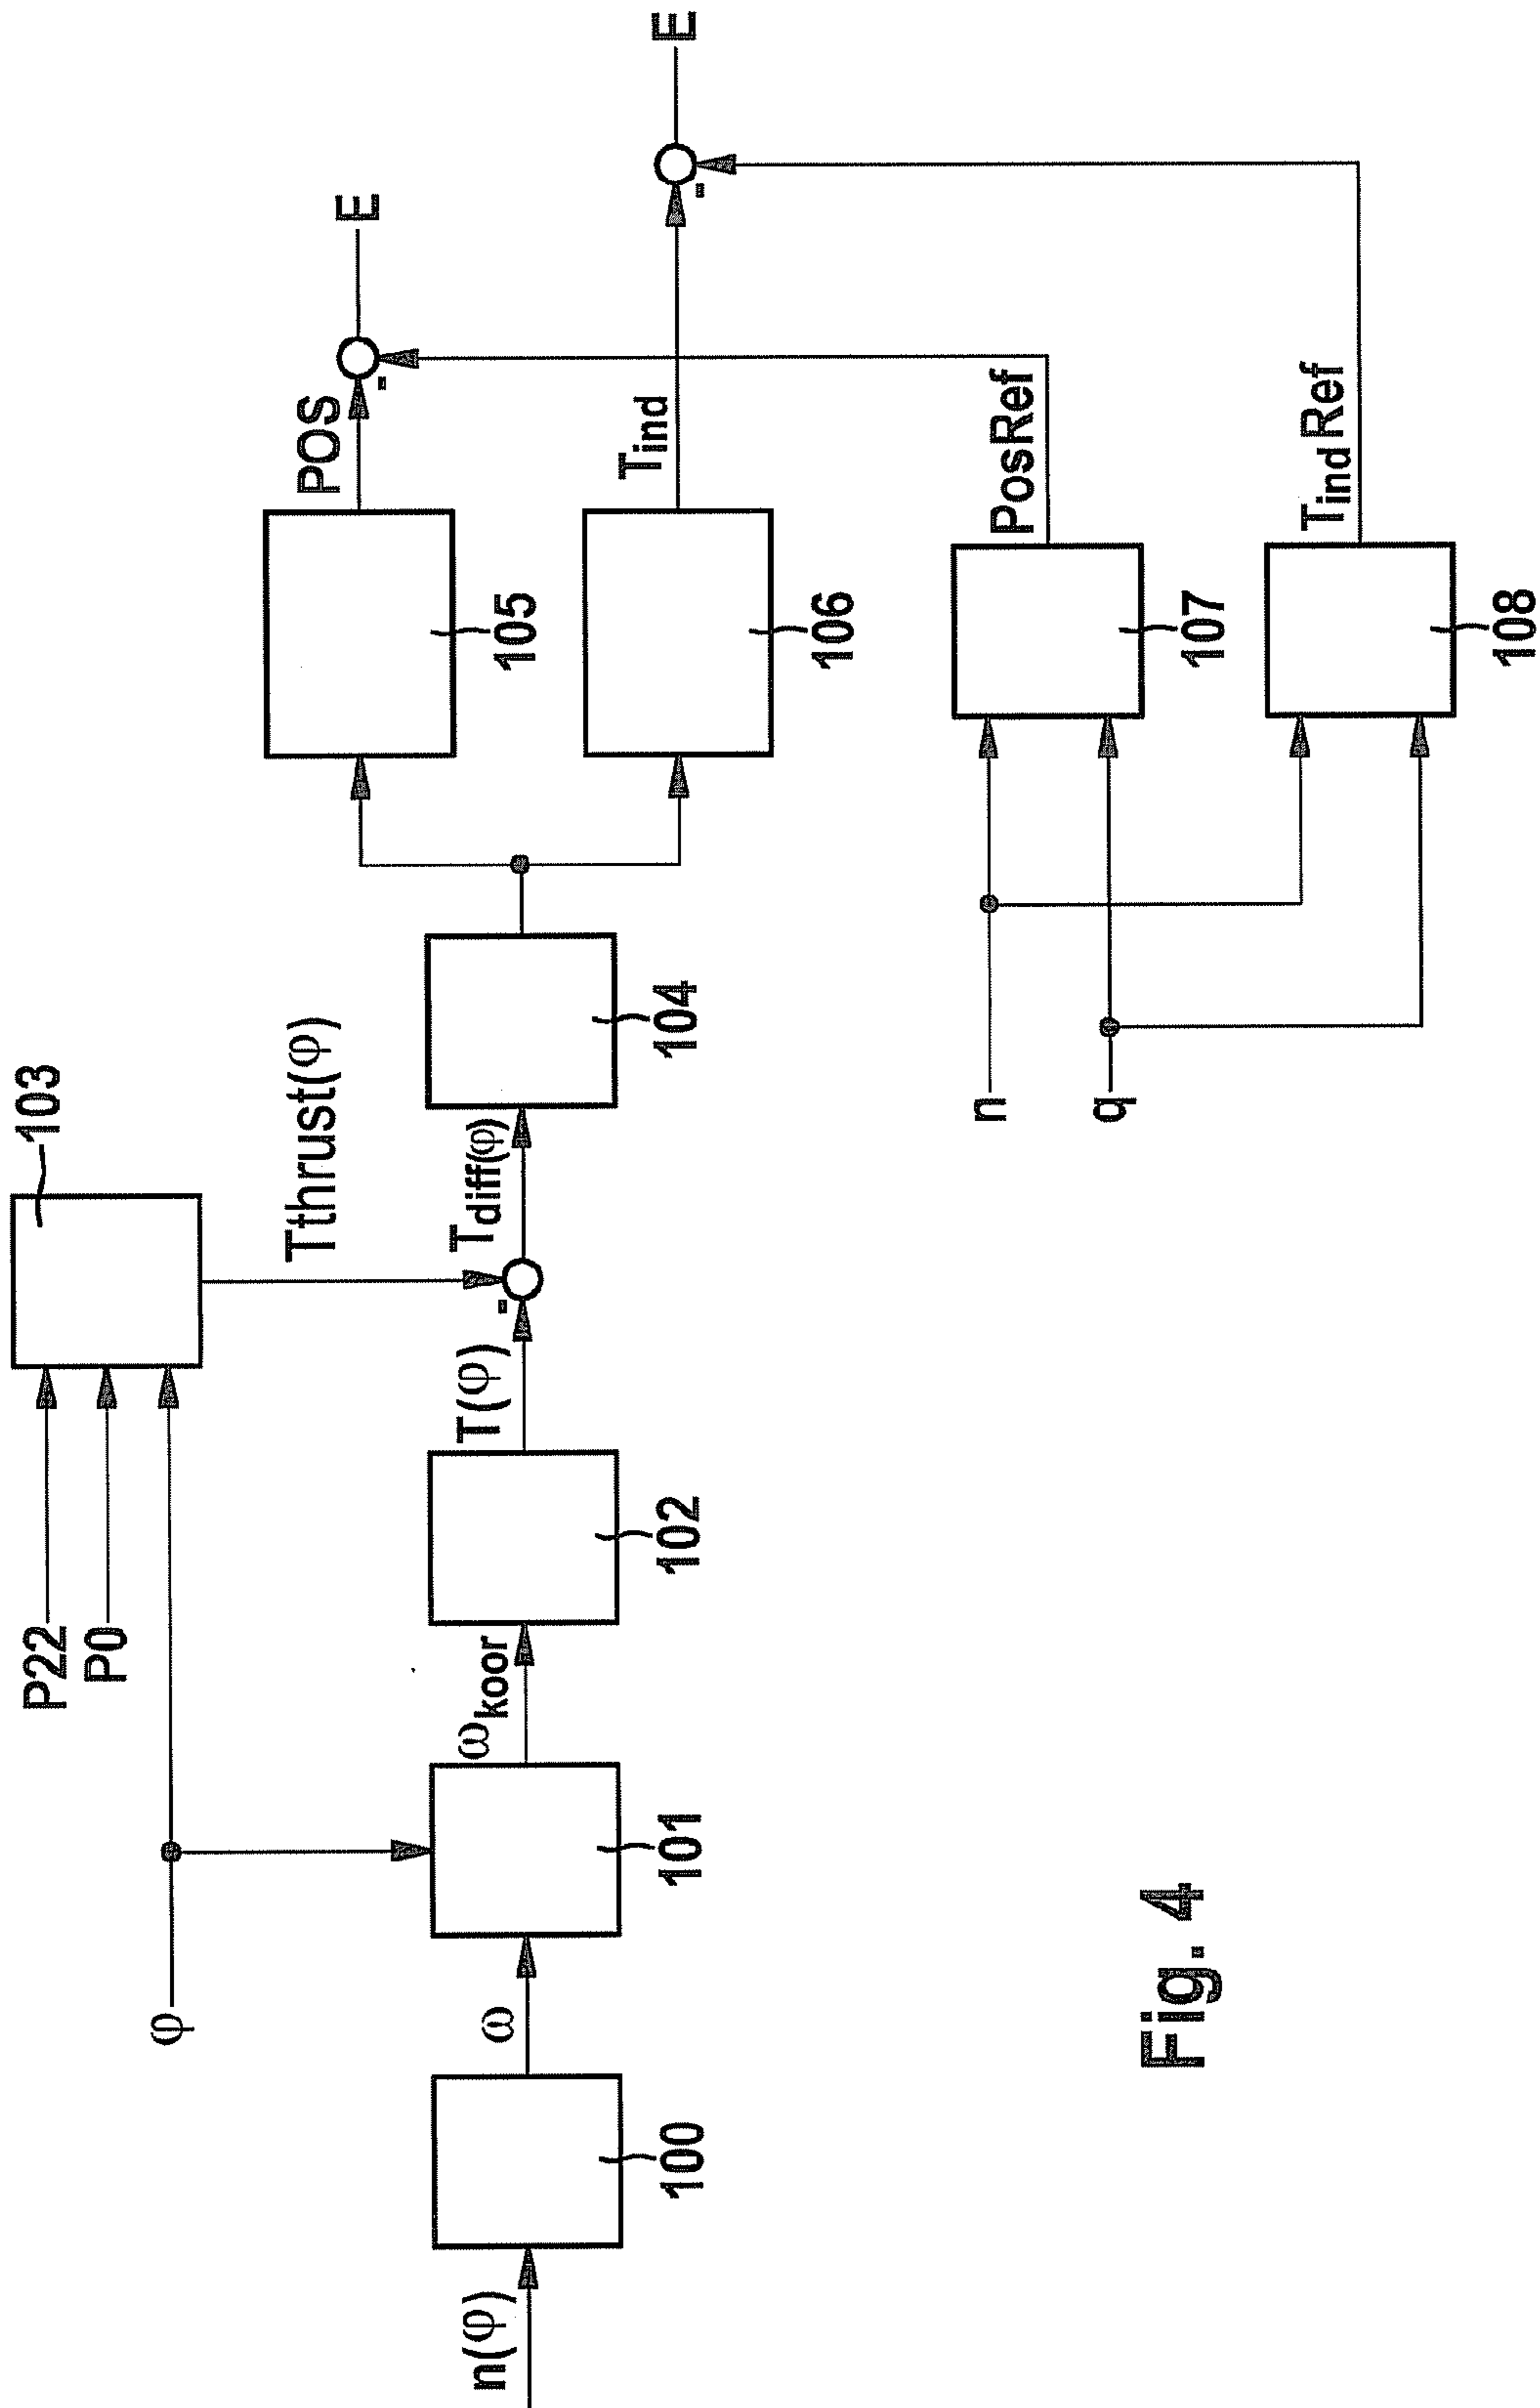 P22
P0
φ
103
Tthrust(φ)
n(φ)
100
ω
101
ωkoor
102
T(φ)
-
Tdiff(φ)
104
105
POS
-
E
106
Tind
-
E
n
q
107
PosRef
108
TindRef
Fig. 4